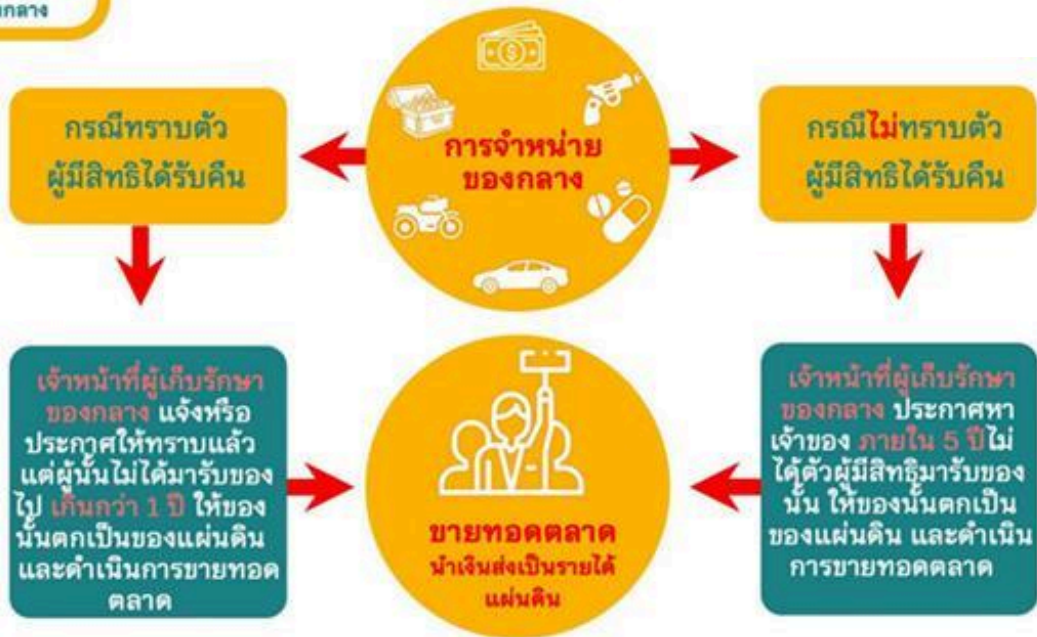 กลาง
การจำหน่าย
ของกลาง
กรณีทราบตัว
ผู้มีสิทธิได้รับคืน
กรณีไม่ทราบตัว
ผู้มีสิทธิได้รับคืน
เจ้าหน้าที่ผู้เก็บรักษา
ของกลาง แจ้งหรือ
ประกาศให้ทราบแล้ว
แต่ผู้นั้นไม่ได้มารับของ
ไป เกินกว่า 1 ปี ให้ของ
นั้นตกเป็นของแผ่นดิน
และดำเนินการขายทอด
ตลาด
เจ้าหน้าที่ผู้เก็บรักษา
ของกลาง ประกาศหา
เจ้าของ ภายใน 5 ปีไม่
ได้ตัวผู้มีสิทธิมารับของ
นั้น ให้ของนั้นตกเป็น
ของแผ่นดิน และดำเนิน
การขายทอดตลาด
ขายทอดตลาด
นำเงินส่งเป็นรายได้
แผ่นดิน